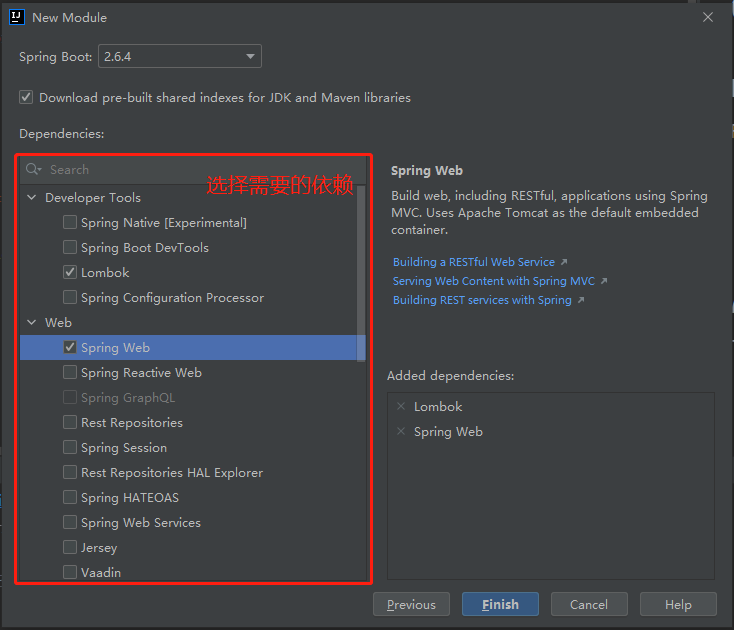 New Module
Spring Boot: 2.6.4
Download pre-built shared indexes for JDK and Maven libraries
Dependencies:
Search
选择需要的依赖
Developer Tools
Spring Native [Experimental]
Spring Boot DevTools
Lombok
Spring Configuration Processor
Web
Spring Web
Spring Reactive Web
Spring GraphQL
Rest Repositories
Spring Session
Rest Repositories HAL Explorer
Spring HATEOAS
Spring Web Services
Jersey
Vaadin
Spring Web
Build web, including RESTful, applications using Spring
MVC. Uses Apache Tomcat as the default embedded
container.
Building a RESTful Web Service
Serving Web Content with Spring MVC
Building REST services with Spring
Added dependencies:
Lombok
Spring Web
Previous
Finish
Cancel
Help